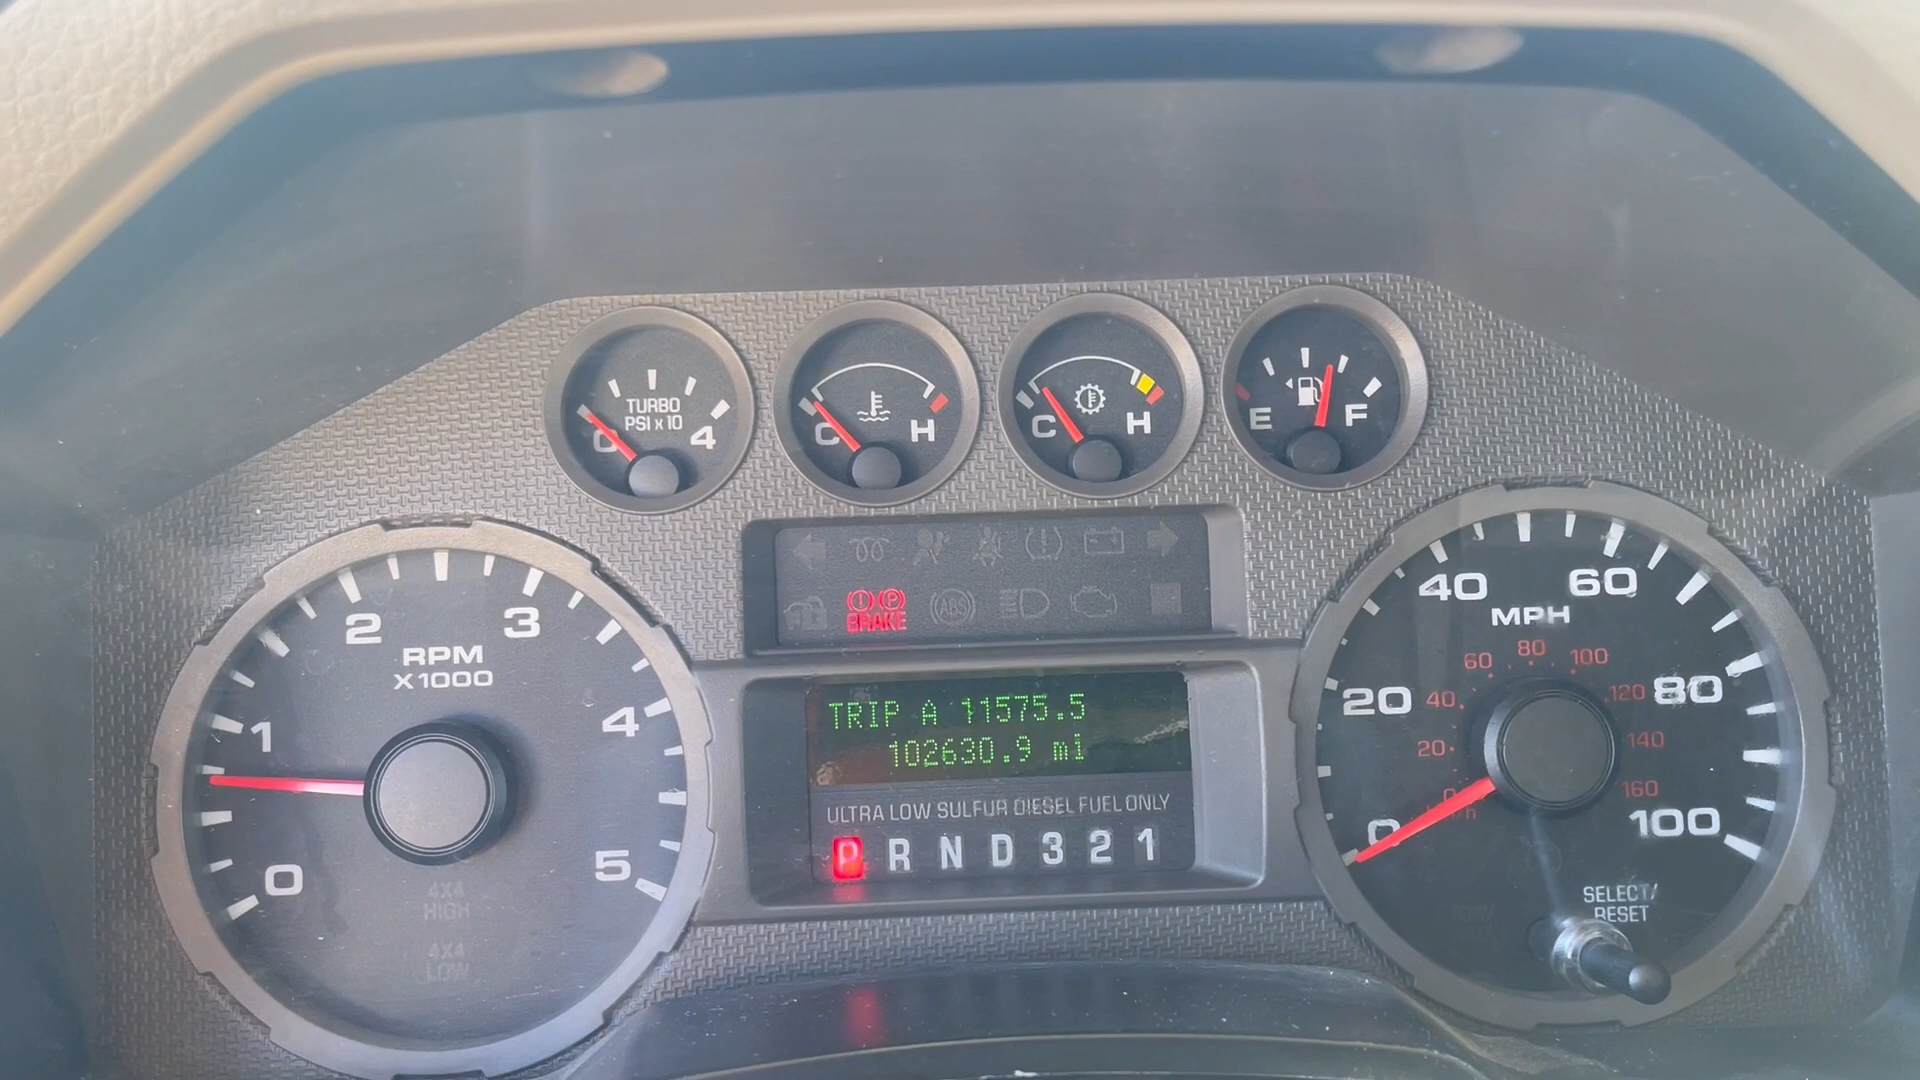 TURBO
PSI x 10
0 4
C H
C H
E F
BRAKE
ABS
RPM
X1000
0 1 2 3 4 5
4X4
HIGH
4X4
LOW
TRIP A 11575.5
102630.9 mi
ULTRA LOW SULFUR DIESEL FUEL ONLY
P R N D 3 2 1
MPH
0 20 40 60 80 100
0 20 40 60 80 100 120 140 160
SELECT/
RESET